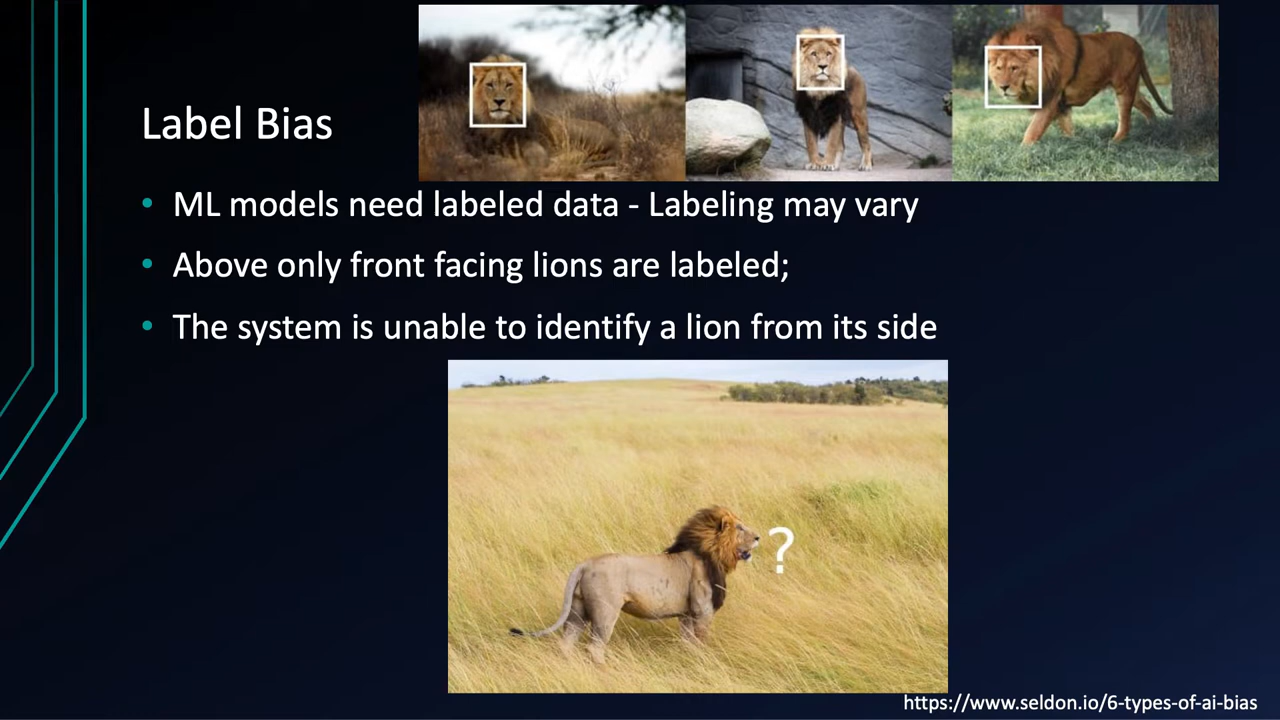 Label Bias
• ML models need labeled data - Labeling may vary
• Above only front facing lions are labeled;
• The system is unable to identify a lion from its side
?
https://www.seldon.io/6-types-of-ai-bias